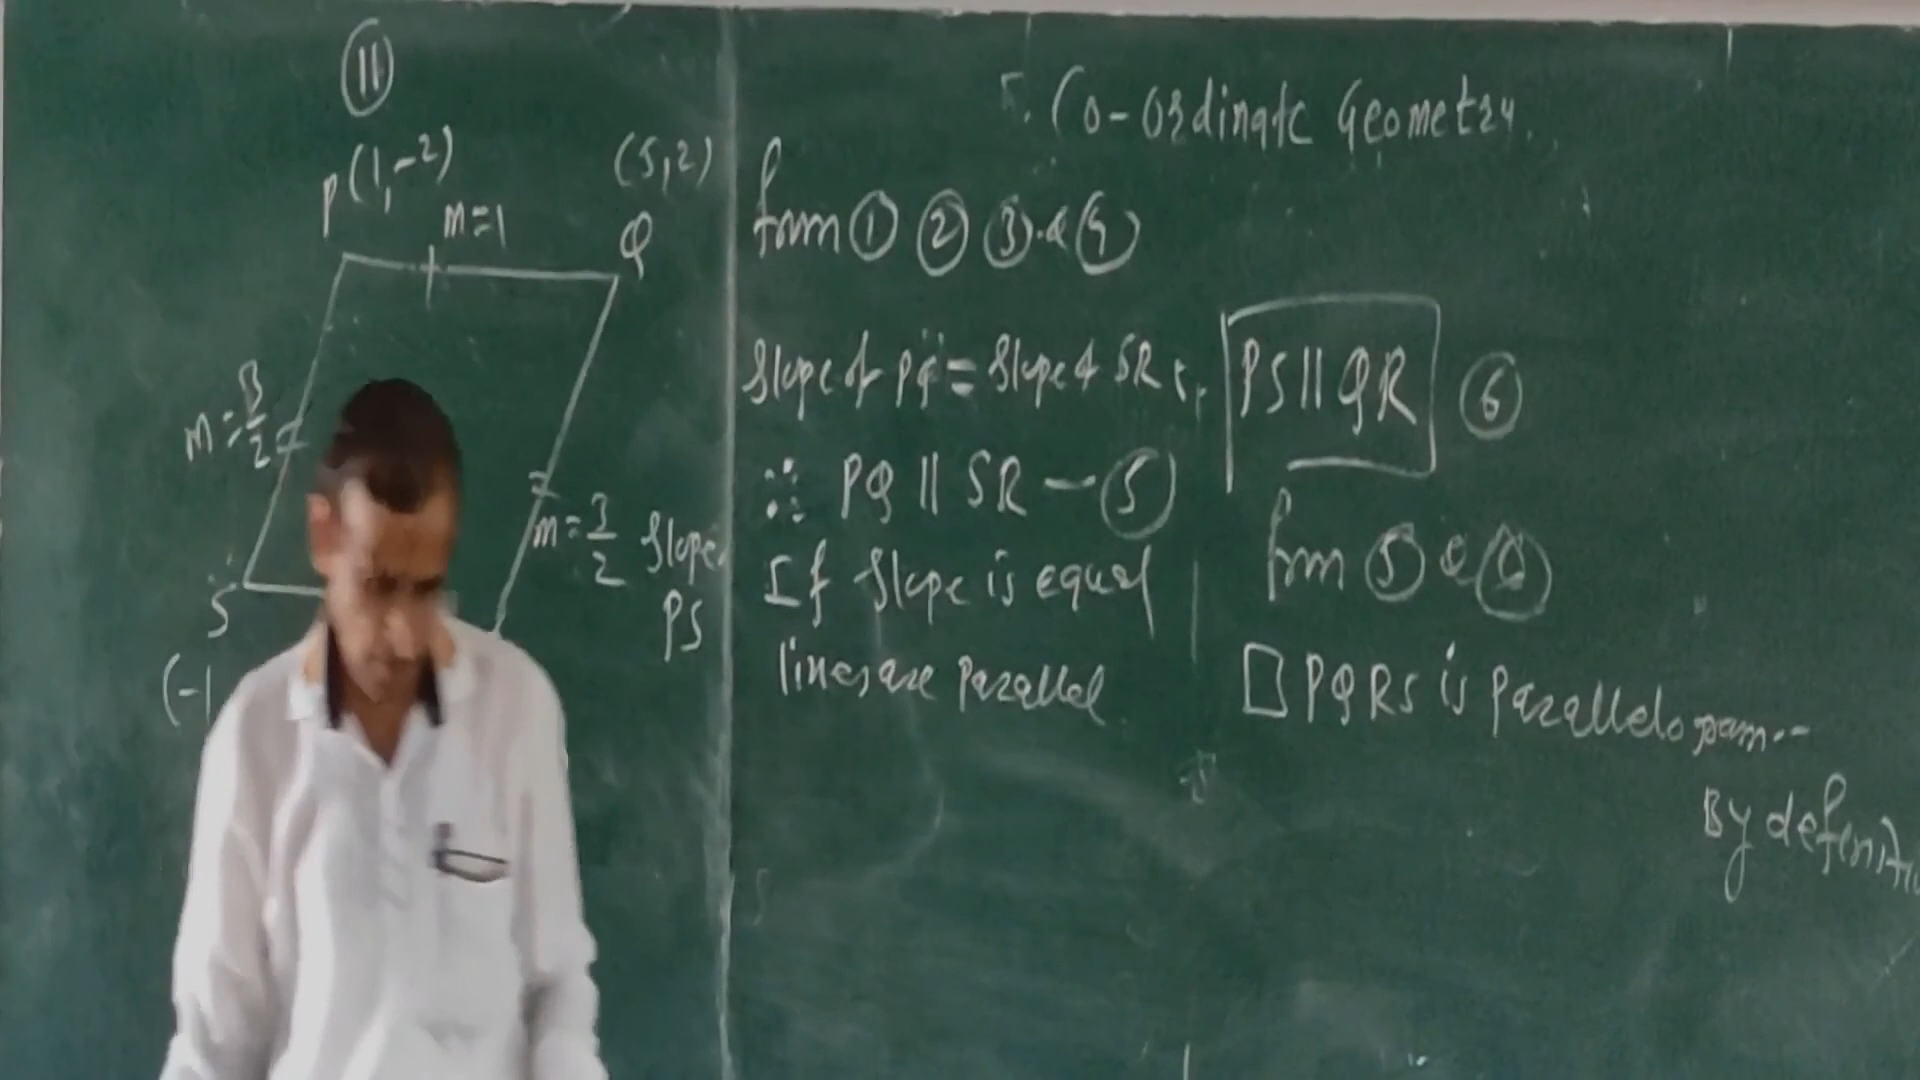 11
5. Co-ordinate Geometry.
P(1,-2)
(5,2)
m=1
Q
m=3/2
m=3/2
S
(-1
Slope
PS
from ① ② ③ & ④
Slope of PQ = Slope of SR
∴ PQ || SR — ⑤
If Slope is equal
lines are Parallel
PS || QR ⑥
from ⑤ & ⑥
□ PQRS is Parallelogram--
By